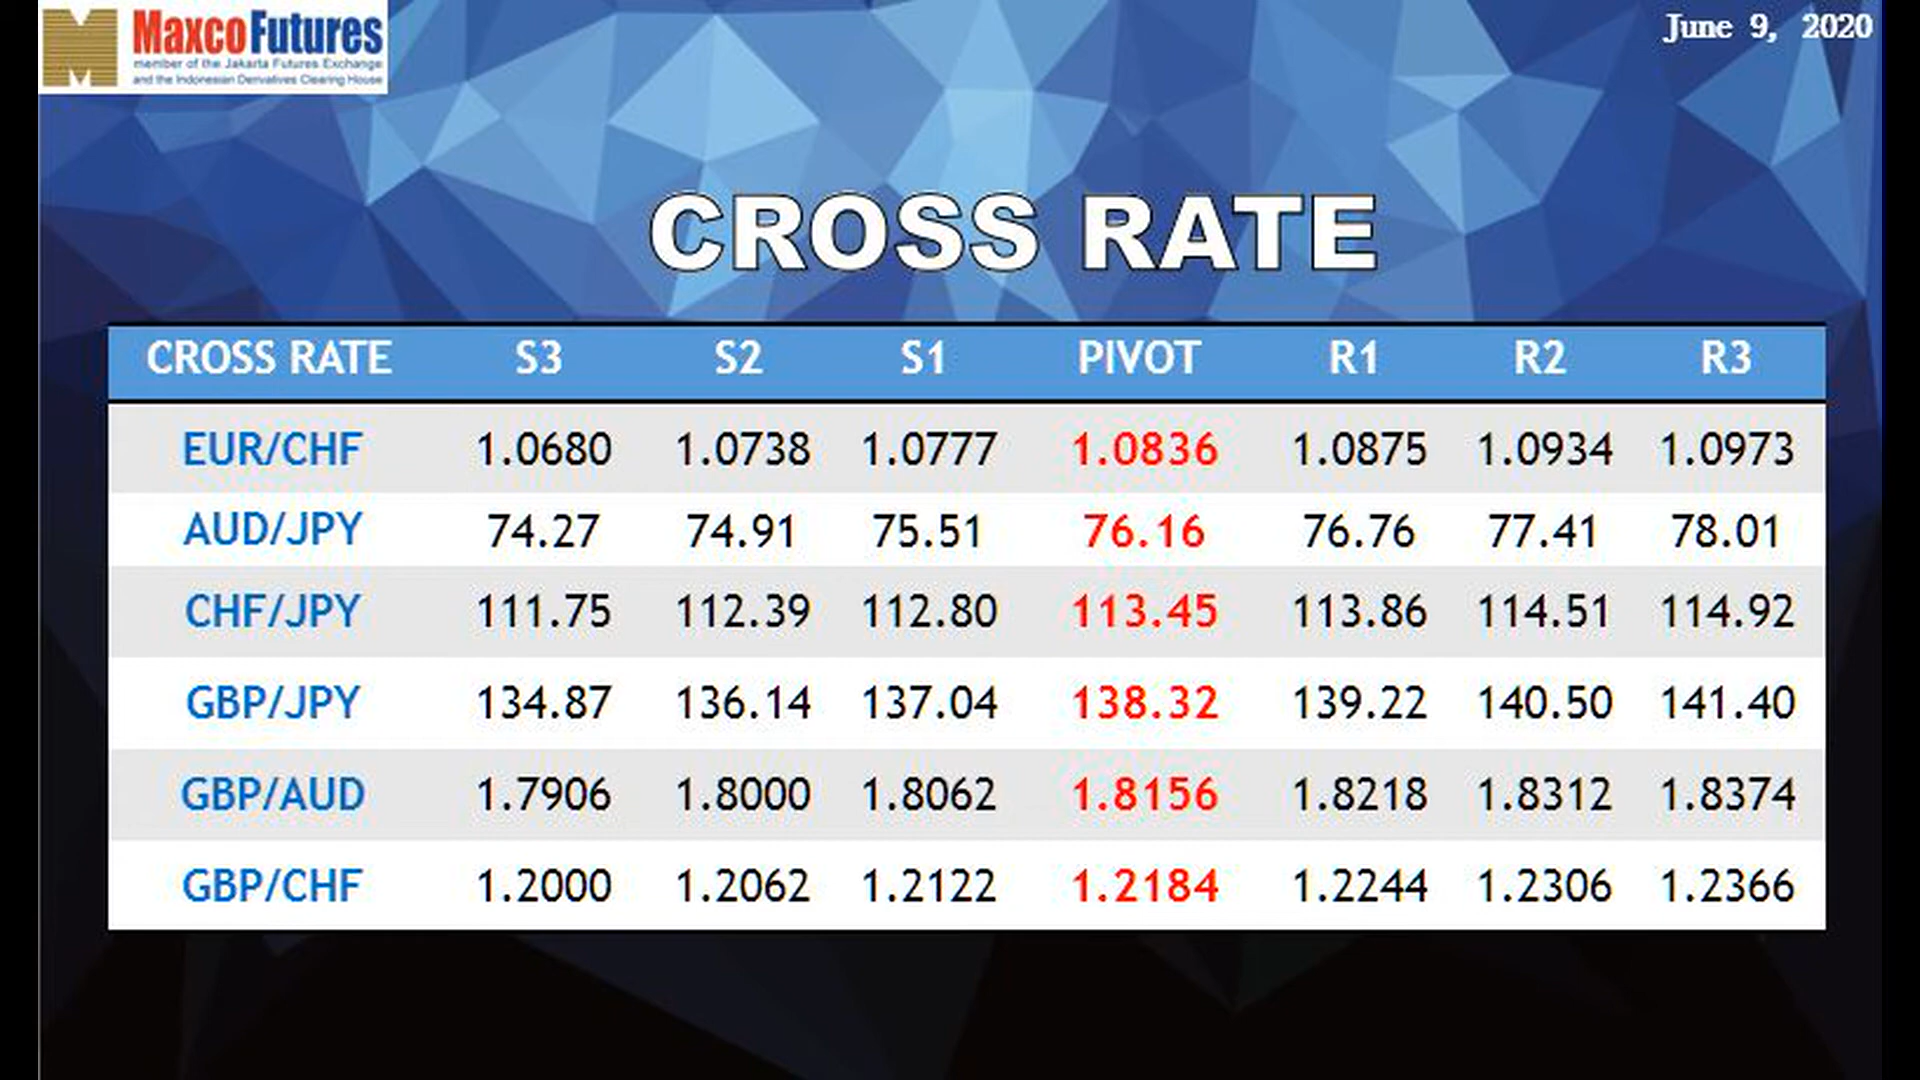 MaxcoFutures
member of the Jakarta Futures Exchange
and the Indonesian Derivatives Clearing House
June 9, 2020
CROSS RATE
CROSS RATE S3 S2 S1 PIVOT R1 R2 R3
EUR/CHF 1.0680 1.0738 1.0777 1.0836 1.0875 1.0934 1.0973
AUD/JPY 74.27 74.91 75.51 76.16 76.76 77.41 78.01
CHF/JPY 111.75 112.39 112.80 113.45 113.86 114.51 114.92
GBP/JPY 134.87 136.14 137.04 138.32 139.22 140.50 141.40
GBP/AUD 1.7906 1.8000 1.8062 1.8156 1.8218 1.8312 1.8374
GBP/CHF 1.2000 1.2062 1.2122 1.2184 1.2244 1.2306 1.2366